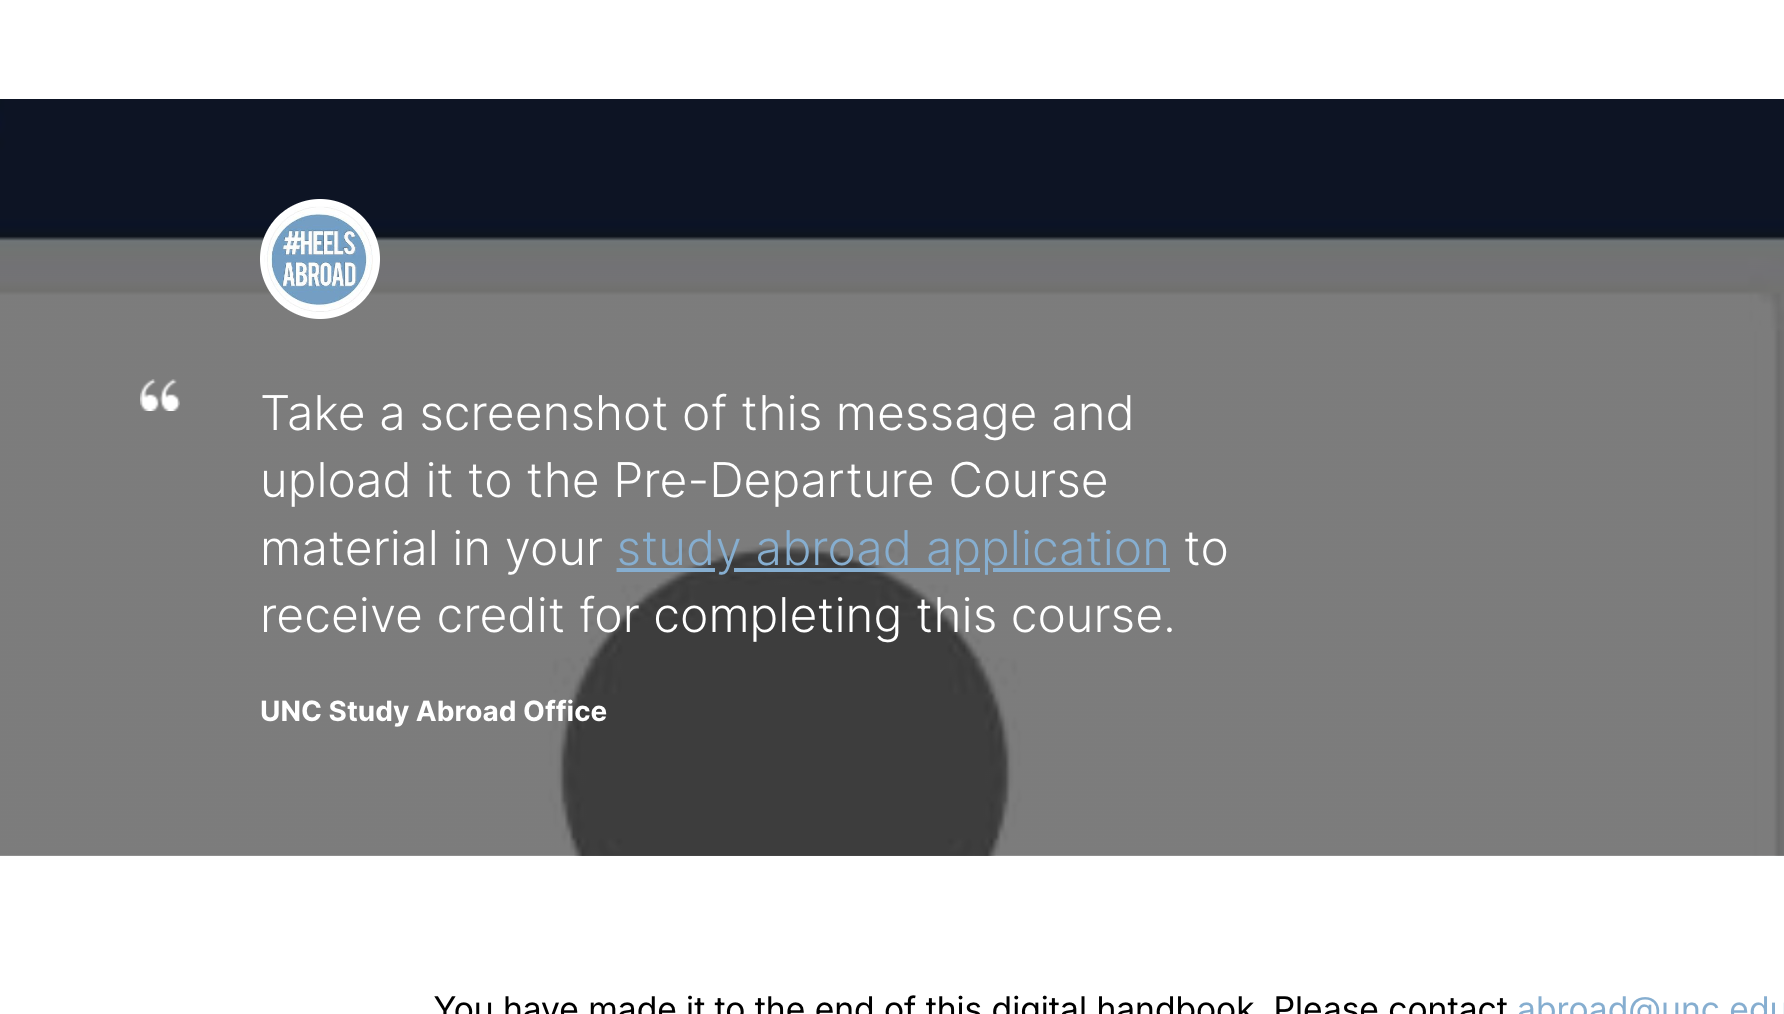 #HEELS
ABROAD
“
Take a screenshot of this message and
upload it to the Pre-Departure Course
material in your study abroad application to
receive credit for completing this course.
UNC Study Abroad Office
You have made it to the end of this digital handbook. Please contact abroad@unc.edu